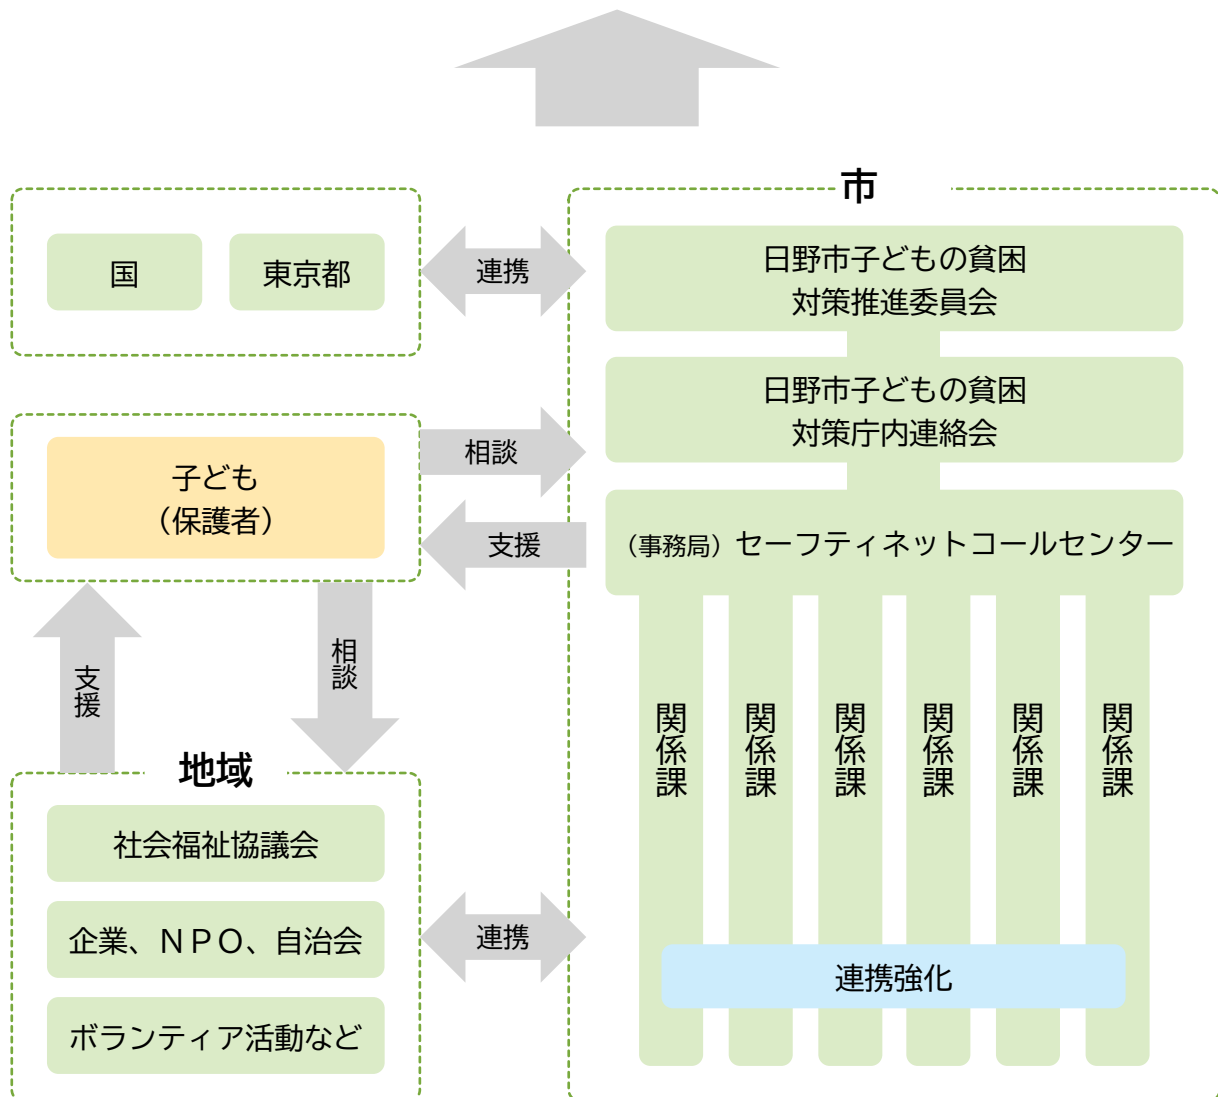 市
国
東京都
連携
日野市子どもの貧困
対策推進委員会
日野市子どもの貧困
対策庁内連絡会
子ども
（保護者）
相談
支援
（事務局）セーフティネットコールセンター
支援
相談
関係課
関係課
関係課
関係課
関係課
関係課
地域
社会福祉協議会
企業、ＮＰＯ、自治会
ボランティア活動など
連携
連携強化